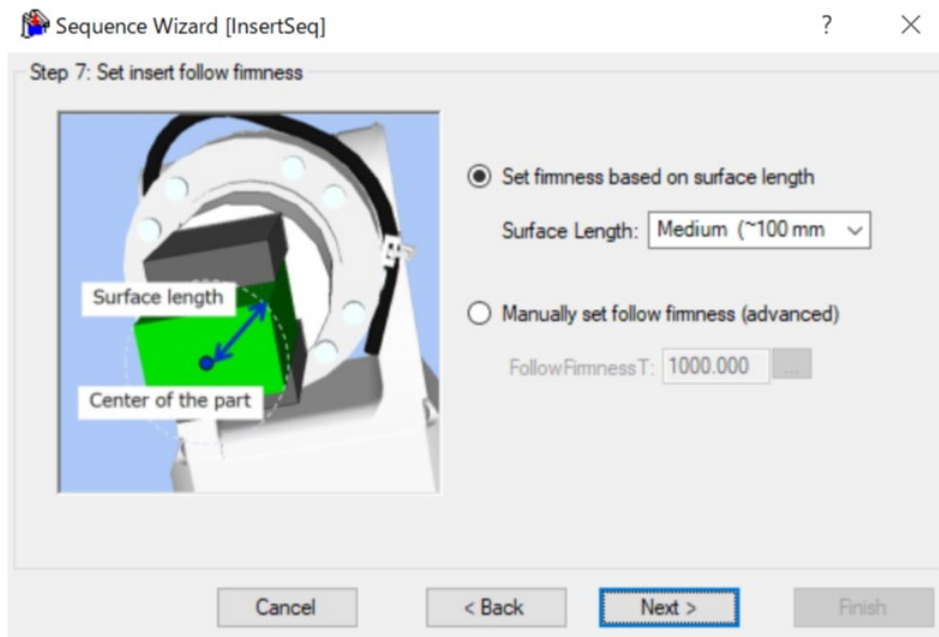 Sequence Wizard [InsertSeq]
? ×
Step 7: Set insert follow firmness
Surface length
Center of the part
Set firmness based on surface length
Surface Length: Medium (~100 mm
Manually set follow firmness (advanced)
FollowFirmnessT: 1000.000 ...
Cancel < Back Next > Finish